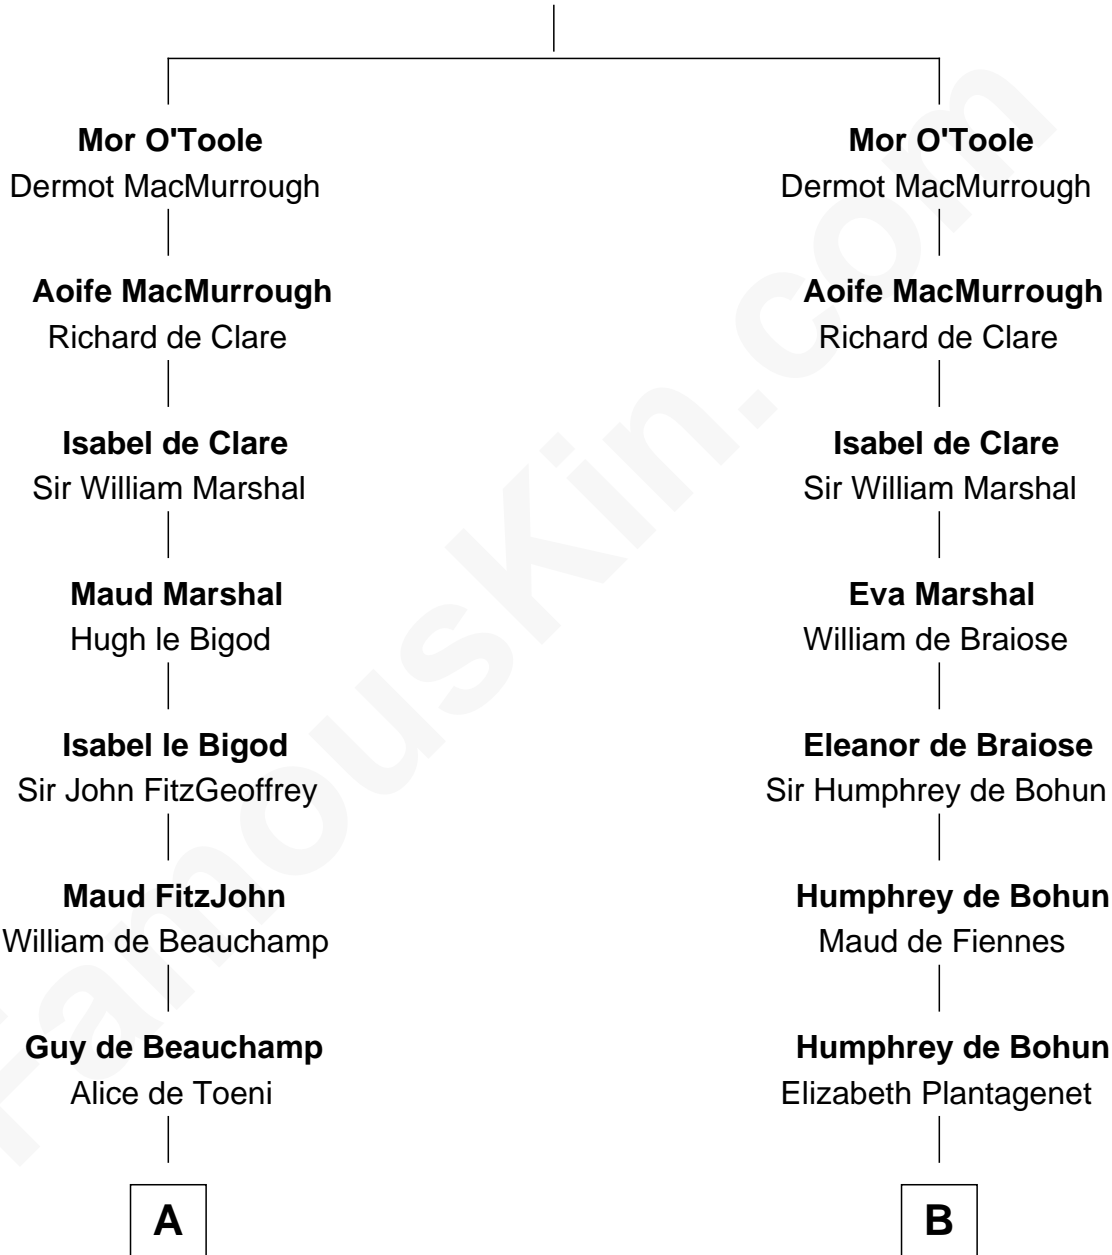 Mor O'Toole
Dermot MacMurrough
Aoife MacMurrough
Richard de Clare
Isabel de Clare
Sir William Marshal
Maud Marshal
Hugh le Bigod
Isabel le Bigod
Sir John FitzGeoffrey
Maud FitzJohn
William de Beauchamp
Guy de Beauchamp
Alice de Toeni
A
Mor O'Toole
Dermot MacMurrough
Aoife MacMurrough
Richard de Clare
Isabel de Clare
Sir William Marshal
Eva Marshal
William de Braiose
Eleanor de Braiose
Sir Humphrey de Bohun
Humphrey de Bohun
Maud de Fiennes
Humphrey de Bohun
Elizabeth Plantagenet
B
FamousKin.com